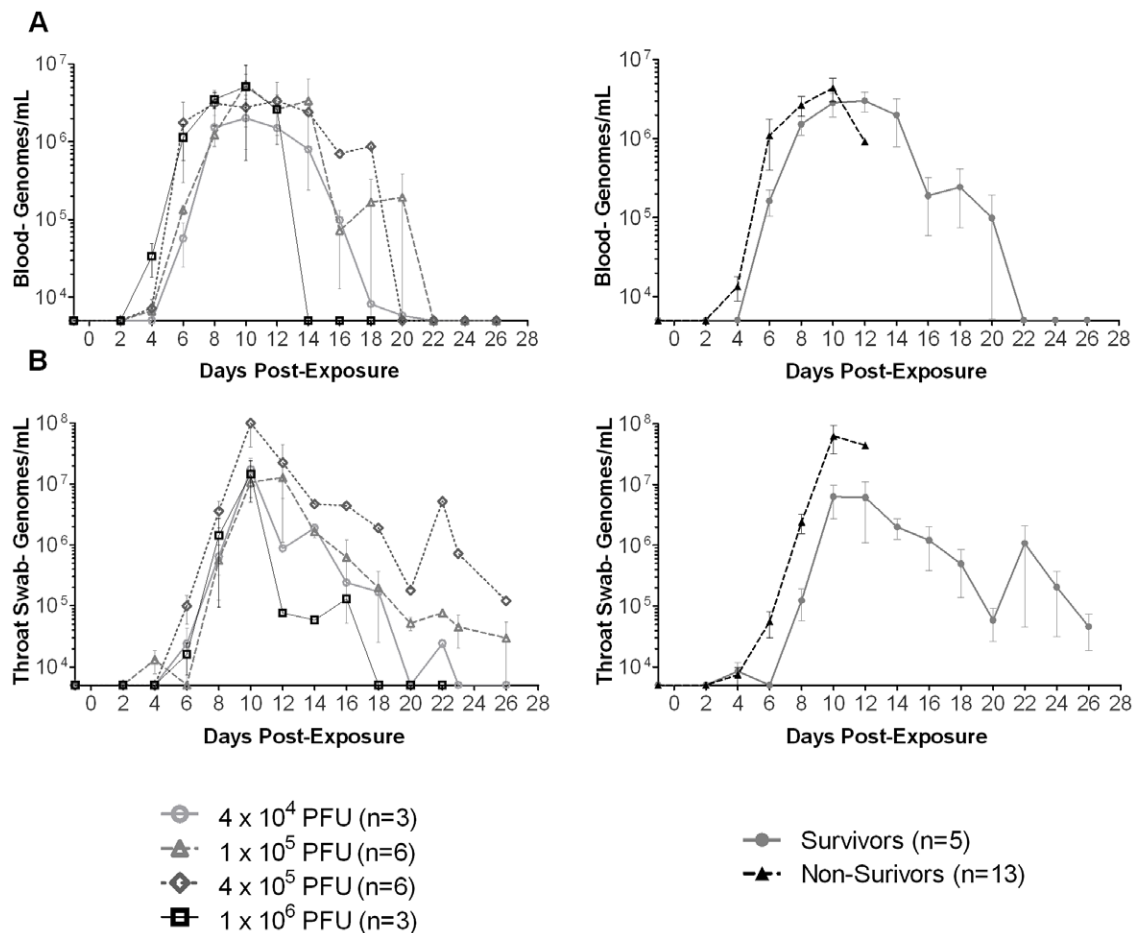 A
Blood- Genomes/mL
10^7
10^6
10^5
10^4
0 2 4 6 8 10 12 14 16 18 20 22 24 26 28
Days Post-Exposure
Blood- Genomes/mL
10^7
10^6
10^5
10^4
0 2 4 6 8 10 12 14 16 18 20 22 24 26 28
Days Post-Exposure
B
Throat Swab- Genomes/mL
10^8
10^7
10^6
10^5
10^4
0 2 4 6 8 10 12 14 16 18 20 22 24 26 28
Days Post-Exposure
Throat Swab- Genomes/mL
10^8
10^7
10^6
10^5
10^4
0 2 4 6 8 10 12 14 16 18 20 22 24 26 28
Days Post-Exposure
4 x 10^4 PFU (n=3)
1 x 10^5 PFU (n=6)
4 x 10^5 PFU (n=6)
1 x 10^6 PFU (n=3)
Survivors (n=5)
Non-Surivors (n=13)